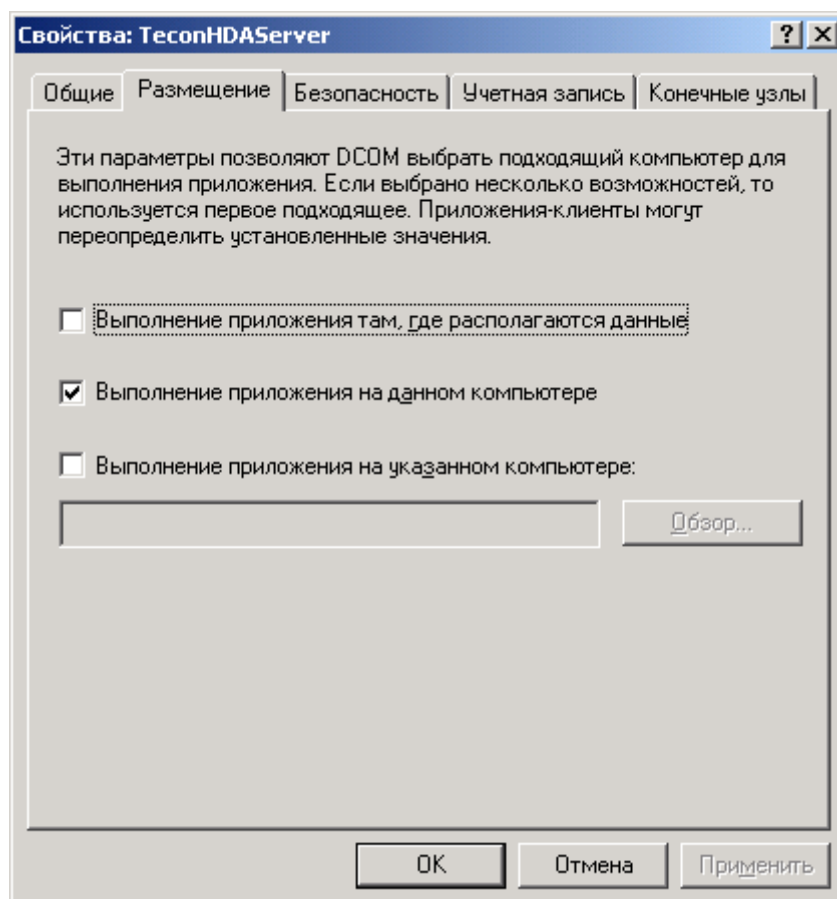 Свойства: TeconHDAServer
Общие Размещение Безопасность Учетная запись Конечные узлы
Эти параметры позволяют DCOM выбрать подходящий компьютер для
выполнения приложения. Если выбрано несколько возможностей, то
используется первое подходящее. Приложения-клиенты могут
переопределить установленные значения.
Выполнение приложения там, где располагаются данные
Выполнение приложения на данном компьютере
Выполнение приложения на указанном компьютере:
Обзор...
ОК Отмена Применить